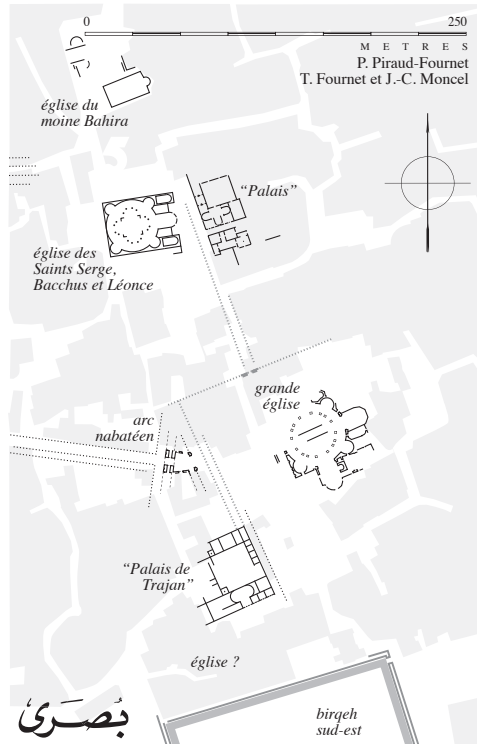 0 250
M E T R E S
P. Piraud-Fournet
T. Fournet et J.-C. Moncel
église du
moine Bahira
“Palais”
église des
Saints Serge,
Bacchus et Léonce
grande
église
arc
nabatéen
“Palais de
Trajan”
église ?
birqeh
sud-est
بُصرى